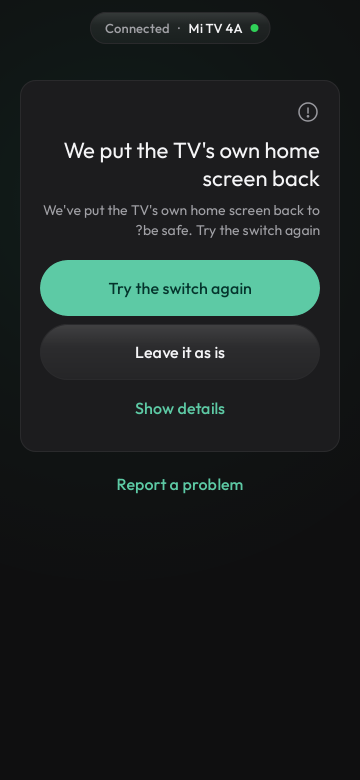 Connected · Mi TV 4A
We put the TV's own home
screen back
We've put the TV's own home screen back to
?be safe. Try the switch again
Try the switch again
Leave it as is
Show details
Report a problem